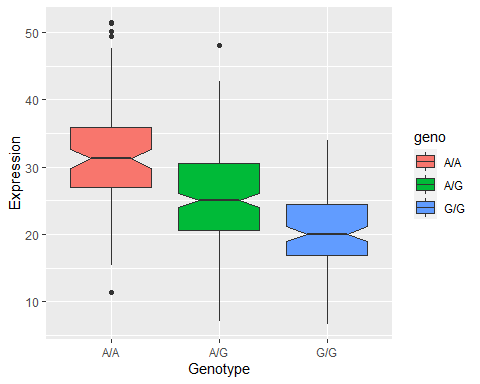 50
40
30
20
10
Expression
A/A A/G G/G
Genotype
geno
A/A
A/G
G/G